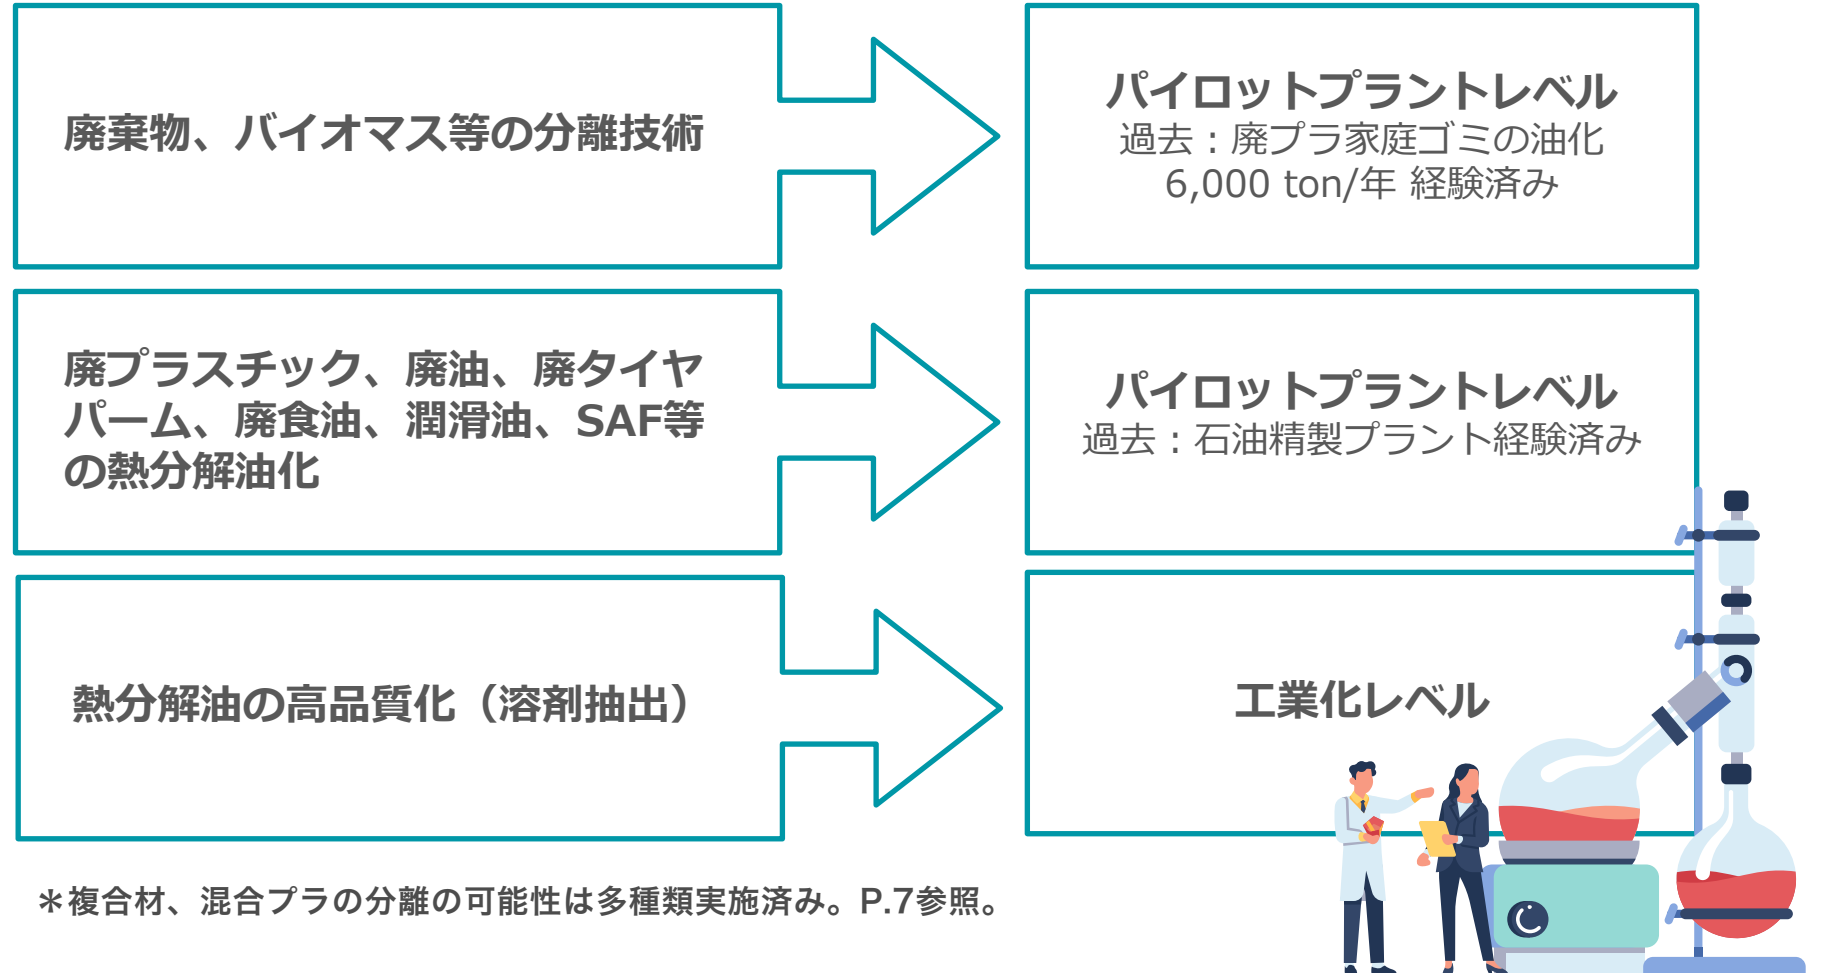 廃棄物、バイオマス等の分離技術
パイロットプラントレベル
過去：廃プラ家庭ゴミの油化
6,000 ton/年 経験済み
廃プラスチック、廃油、廃タイヤ
パーム、廃食油、潤滑油、SAF等
の熱分解油化
パイロットプラントレベル
過去：石油精製プラント経験済み
熱分解油の高品質化（溶剤抽出）
工業化レベル
＊複合材、混合プラの分離の可能性は多種類実施済み。P.7参照。